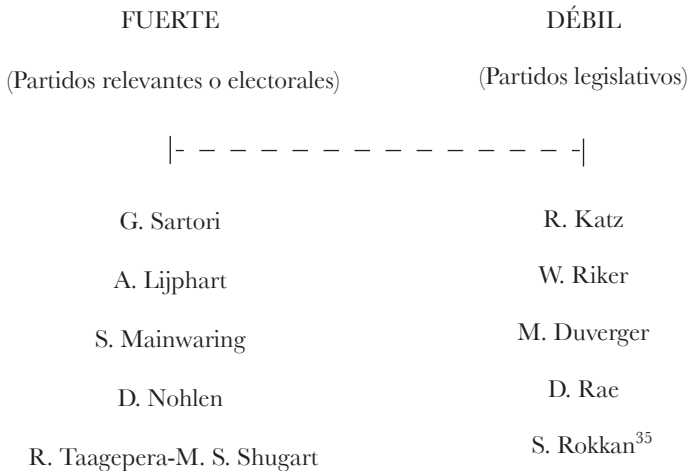 FUERTE
(Partidos relevantes o electorales)
DÉBIL
(Partidos legislativos)
G. Sartori
A. Lijphart
S. Mainwaring
D. Nohlen
R. Taagepera-M. S. Shugart
R. Katz
W. Riker
M. Duverger
D. Rae
S. Rokkan³⁵